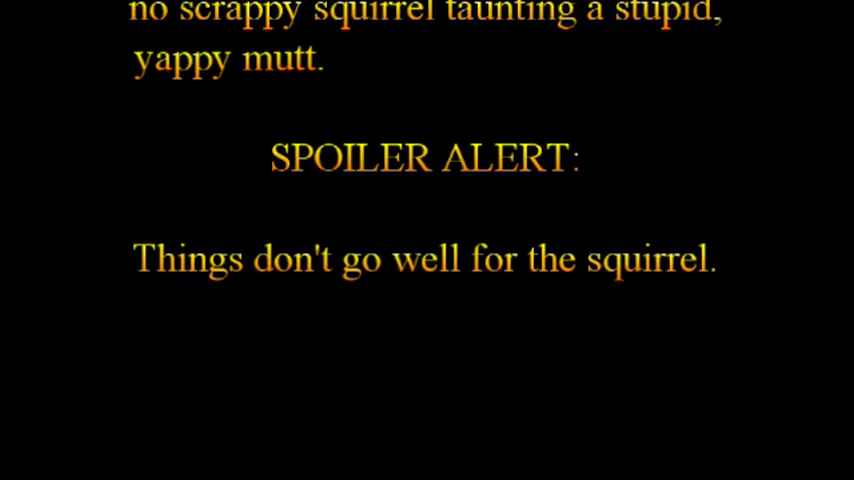 no scrappy squirrel taunting a stupid,
yappy mutt.
SPOILER ALERT:
Things don't go well for the squirrel.